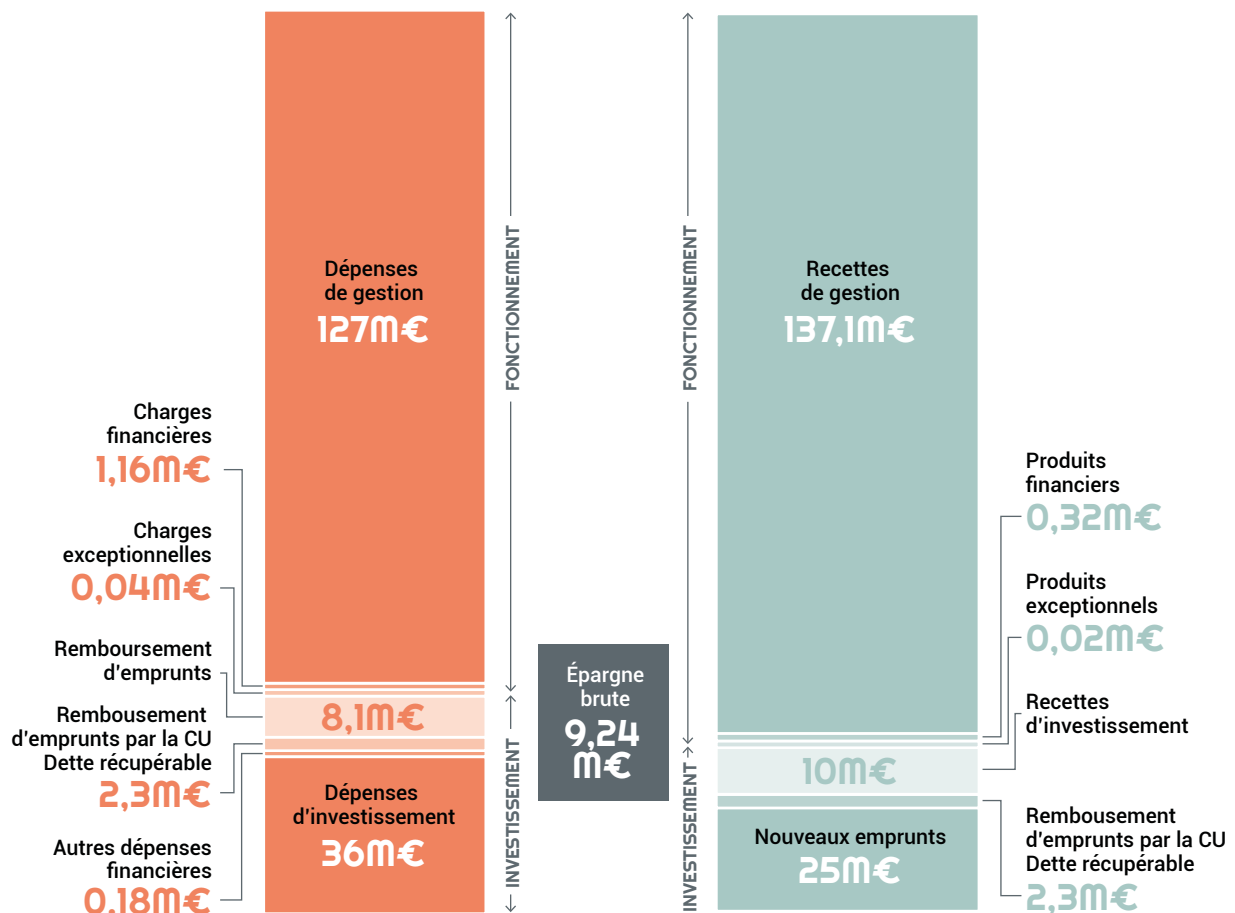 Dépenses
de gestion
127M€
Charges
financières
1,16M€
Charges
exceptionnelles
0,04M€
Remboursement
d'emprunts
8,1M€
Rembousement
d'emprunts par la CU
Dette récupérable
2,3M€
Autres dépenses
financières
0,18M€
Dépenses
d'investissement
36M€
FONCTIONNEMENT
INVESTISSEMENT
Épargne
brute
9,24
M€
FONCTIONNEMENT
INVESTISSEMENT
Recettes
de gestion
137,1M€
Produits
financiers
0,32M€
Produits
exceptionnels
0,02M€
Recettes
d'investissement
10M€
Rembousement
d'emprunts par la CU
Dette récupérable
2,3M€
Nouveaux emprunts
25M€